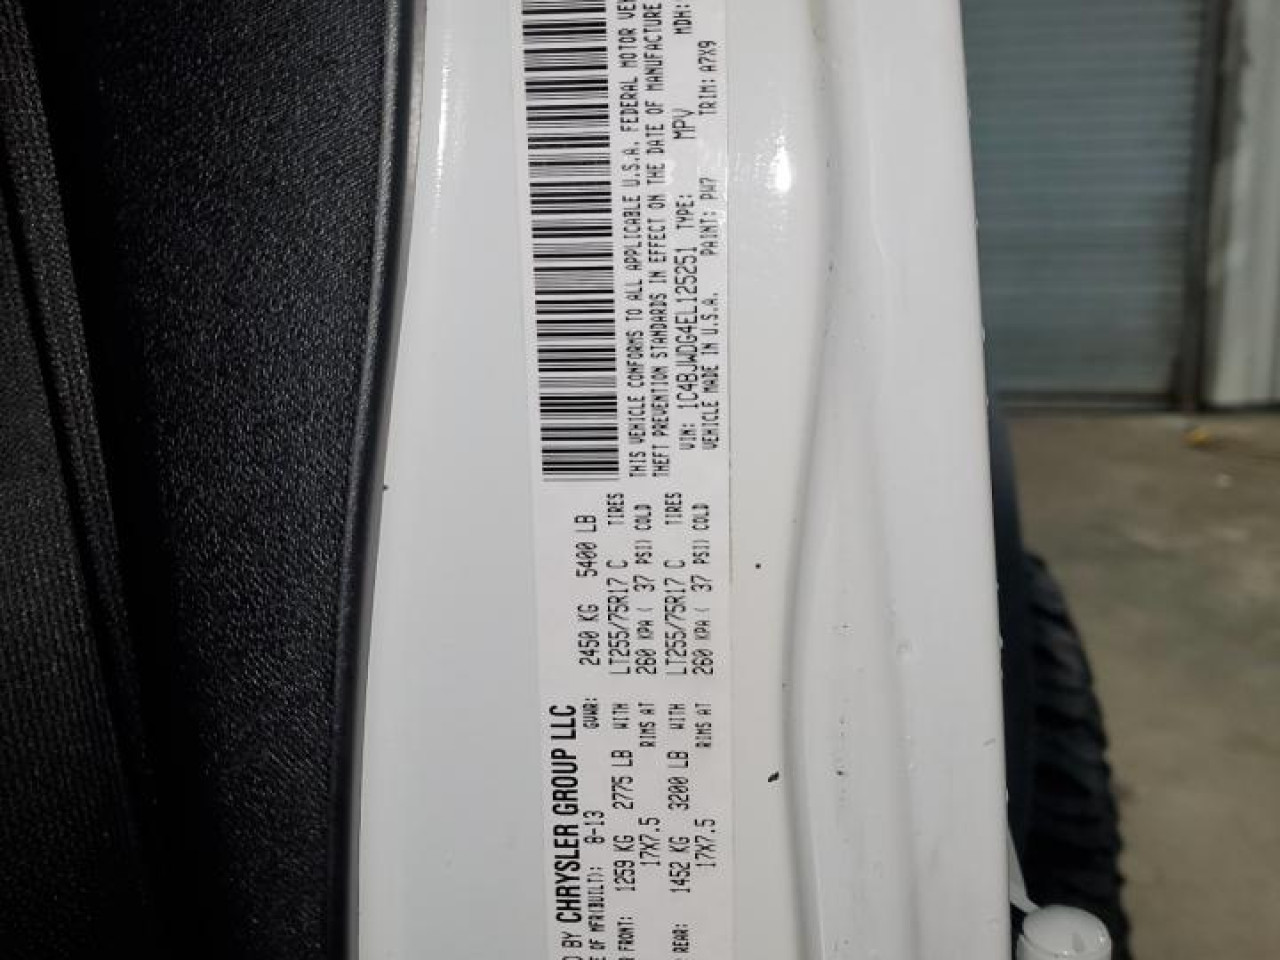 D BY CHRYSLER GROUP LLC
E OF MFR(BUILT): 8-13 GVWR: 2450 KG 5400 LB
R FRONT: 1259 KG 2775 LB WITH LT255/75R17 C TIRES
17X7.5 RIMS AT 260 KPA ( 37 PSI) COLD
REAR: 1452 KG 3200 LB WITH LT255/75R17 C TIRES
17X7.5 RIMS AT 260 KPA ( 37 PSI) COLD
THIS VEHICLE CONFORMS TO ALL APPLICABLE U.S.A. FEDERAL MOTOR VEH
THEFT PREVENTION STANDARDS IN EFFECT ON THE DATE OF MANUFACTURE
VIN: 1C4BJWDG4EL125251 TYPE: MPV MDH:
VEHICLE MADE IN U.S.A. PAINT: PW7 TRIM: A7X9